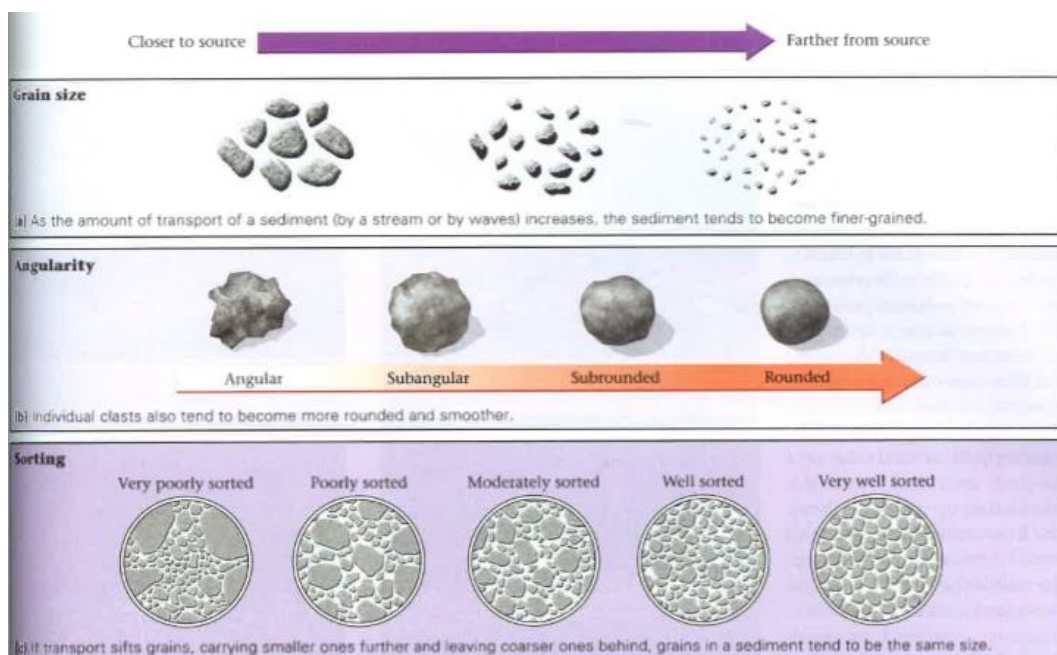 Closer to source
Farther from source
Grain size
(a) As the amount of transport of a sediment (by a stream or by waves) increases, the sediment tends to become finer-grained.
Angularity
Angular
Subangular
Subrounded
Rounded
(b) Individual clasts also tend to become more rounded and smoother.
Sorting
Very poorly sorted
Poorly sorted
Moderately sorted
Well sorted
Very well sorted
(c) If transport sifts grains, carrying smaller ones further and leaving coarser ones behind, grains in a sediment tend to be the same size.